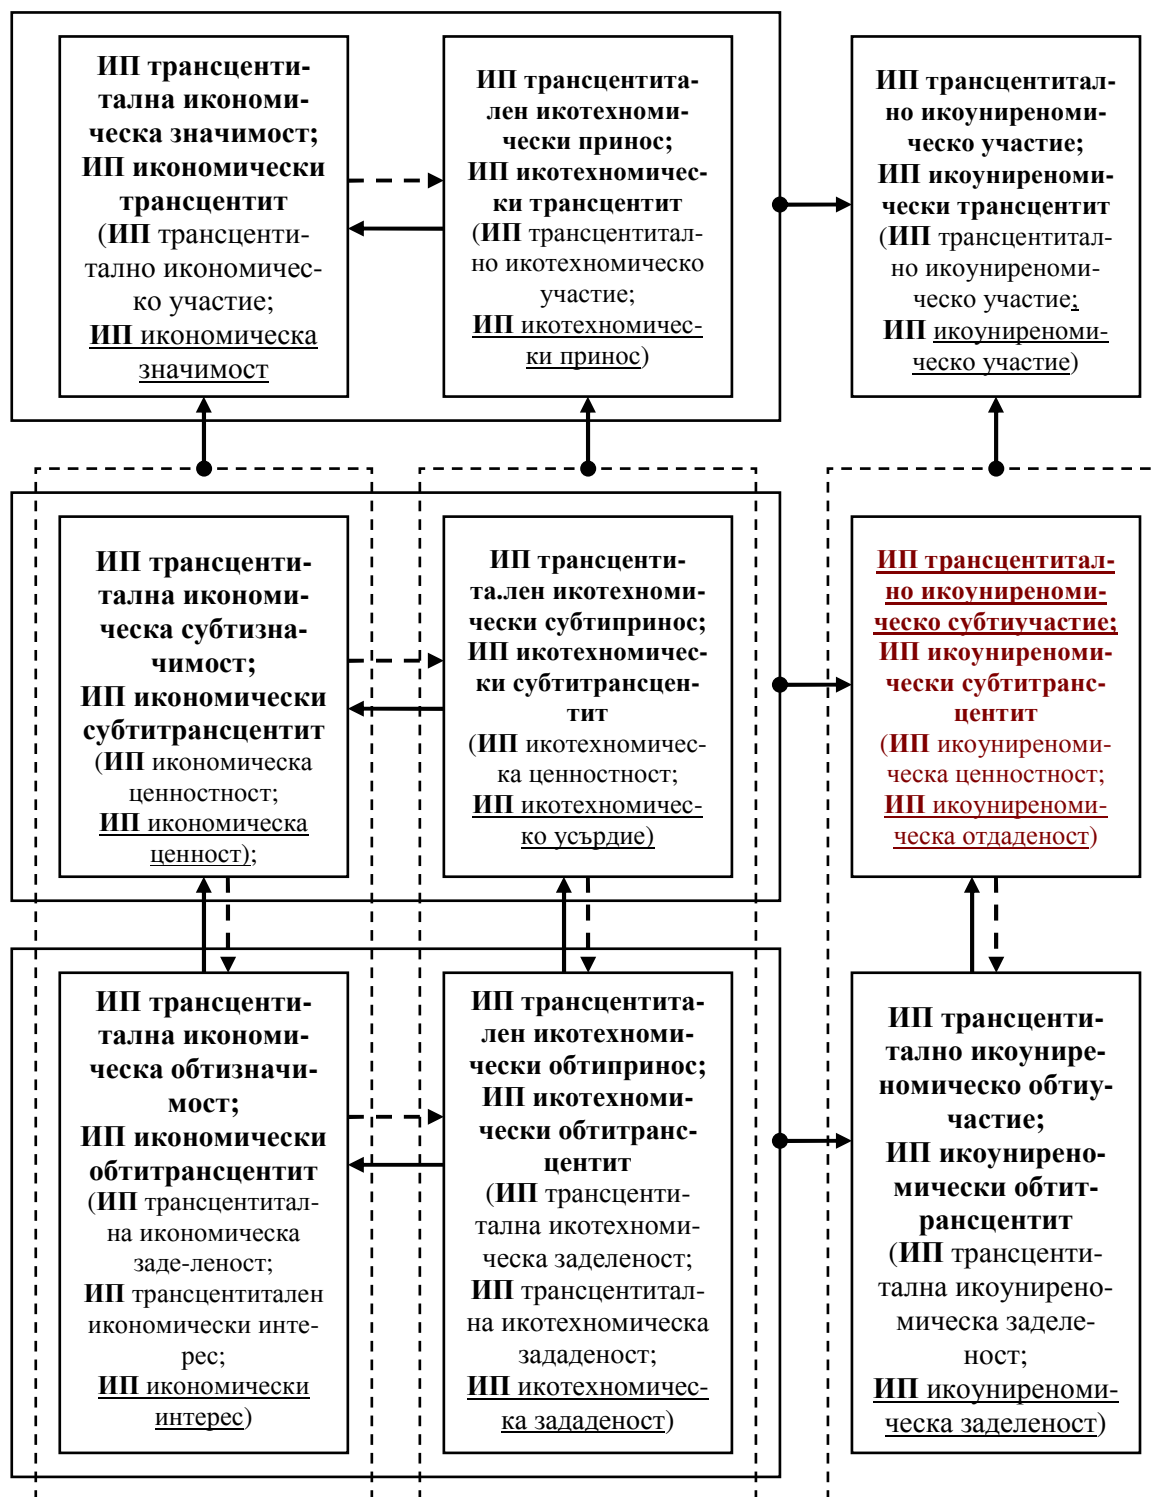 ИП трансценти-
тална икономи-
ческа значимост;
ИП икономически
трансцентит
(ИП трансценти-
тално икономичес-
ко участие;
ИП икономическа
значимост
ИП трансцентита-
лен икотехноми-
чески принос;
ИП икотехномичес-
ки трансцентит
(ИП трансцентитал-
но икотехномическо
участие;
ИП икотехномичес-
ки принос)
ИП трансцентитал-
но икоуниреноми-
ческо участие;
ИП икоуниреноми-
чески трансцентит
(ИП трансцентитал-
но икоуниреноми-
ческо участие;
ИП икоуниреноми-
ческо участие)
ИП трансценти-
тална икономи-
ческа субтизна-
чимост;
ИП икономически
субтитрансцентит
(ИП икономическа
ценностност;
ИП икономическа
ценност);
ИП трансценти-
та.лен икотехноми-
чески субтипринос;
ИП икотехномичес-
ки субтитрансцен-
тит
(ИП икотехномичес-
ка ценностност;
ИП икотехномичес-
ко усърдие)
ИП трансцентитал-
но икоуниреноми-
ческо субтиучастие;
ИП икоуниреноми-
чески субтитранс-
центит
(ИП икоуниреноми-
ческа ценностност;
ИП икоуниреноми-
ческа отдаденост)
ИП трансценти-
тална икономи-
ческа обтизначи-
мост;
ИП икономически
обтитрансцентит
(ИП трансцентитал-
на икономическа
заде-леност;
ИП трансцентитален
икономически инте-
рес;
ИП икономически
интерес)
ИП трансцентита-
лен икотехноми-
чески обтипринос;
ИП икотехноми-
чески обтитранс-
центит
(ИП трансценти-
тална икотехноми-
ческа заделеност;
ИП трансцентитал-
на икотехномическа
зададеност;
ИП икотехномичес-
ка зададеност)
ИП трансценти-
тално икоунире-
номическо обтиу-
частие;
ИП икоунирено-
мически обтит-
рансцентит
(ИП трансценти-
тална икоунирено-
мическа заделе-
ност;
ИП икоуниреноми-
ческа заделеност)